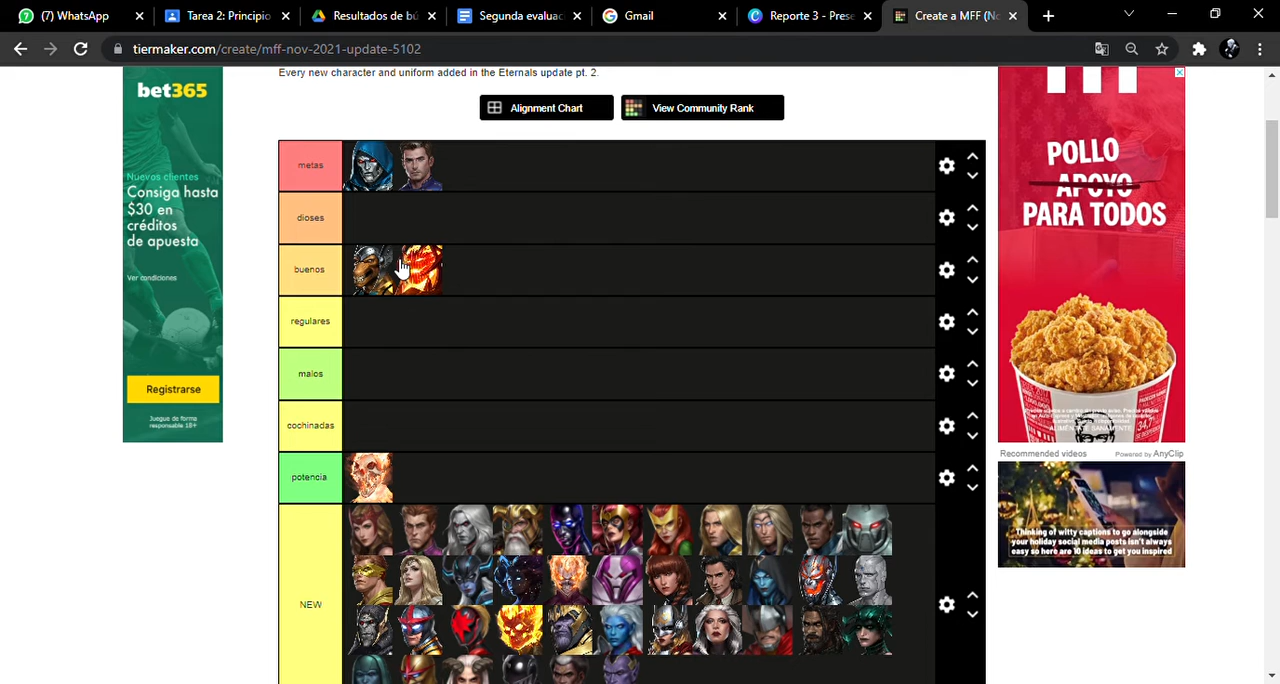 (7) WhatsApp
Tarea 2: Principio
Resultados de bú
Segunda evaluac
Gmail
Reporte 3 - Prese
Create a MFF (No
tiermaker.com/create/mff-nov-2021-update-5102
Every new character and uniform added in the Eternals update pt. 2.
Alignment Chart
View Community Rank
bet365
Nuevos clientes
Consiga hasta
$30 en
créditos
de apuesta
Ver condiciones
Registrarse
Juegue de forma
responsable 18+
metas
dioses
buenos
regulares
malos
cochinadas
potencia
NEW
POLLO
APOYO
PARA TODOS
ALIMÉNTATE SANAMENTE
KFC
Recommended videos
Powered by AnyClip
Thinking of witty captions to go alongside
your holiday social media posts isn't always
easy so here are 10 ideas to get you inspired